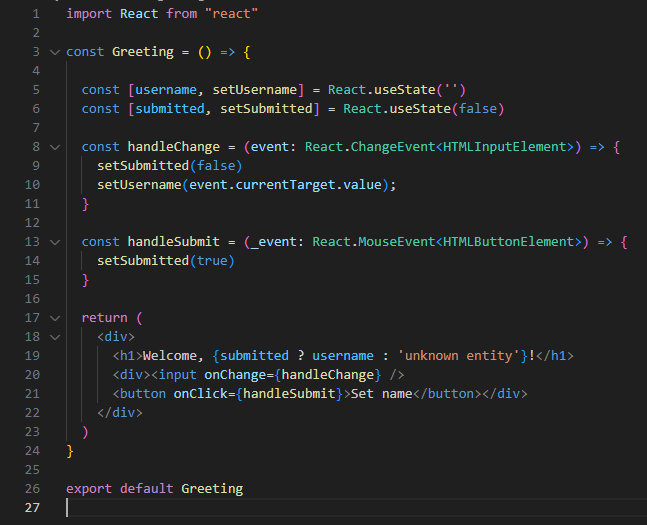 1 import React from "react"
2
3 const Greeting = () => {
4
5 const [username, setUsername] = React.useState('')
6 const [submitted, setSubmitted] = React.useState(false)
7
8 const handleChange = (event: React.ChangeEvent<HTMLInputElement>) => {
9 setSubmitted(false)
10 setUsername(event.currentTarget.value);
11 }
12
13 const handleSubmit = (_event: React.MouseEvent<HTMLButtonElement>) => {
14 setSubmitted(true)
15 }
16
17 return (
18 <div>
19 <h1>Welcome, {submitted ? username : 'unknown entity'}!</h1>
20 <div><input onChange={handleChange} />
21 <button onClick={handleSubmit}>Set name</button></div>
22 </div>
23 )
24 }
25
26 export default Greeting
27